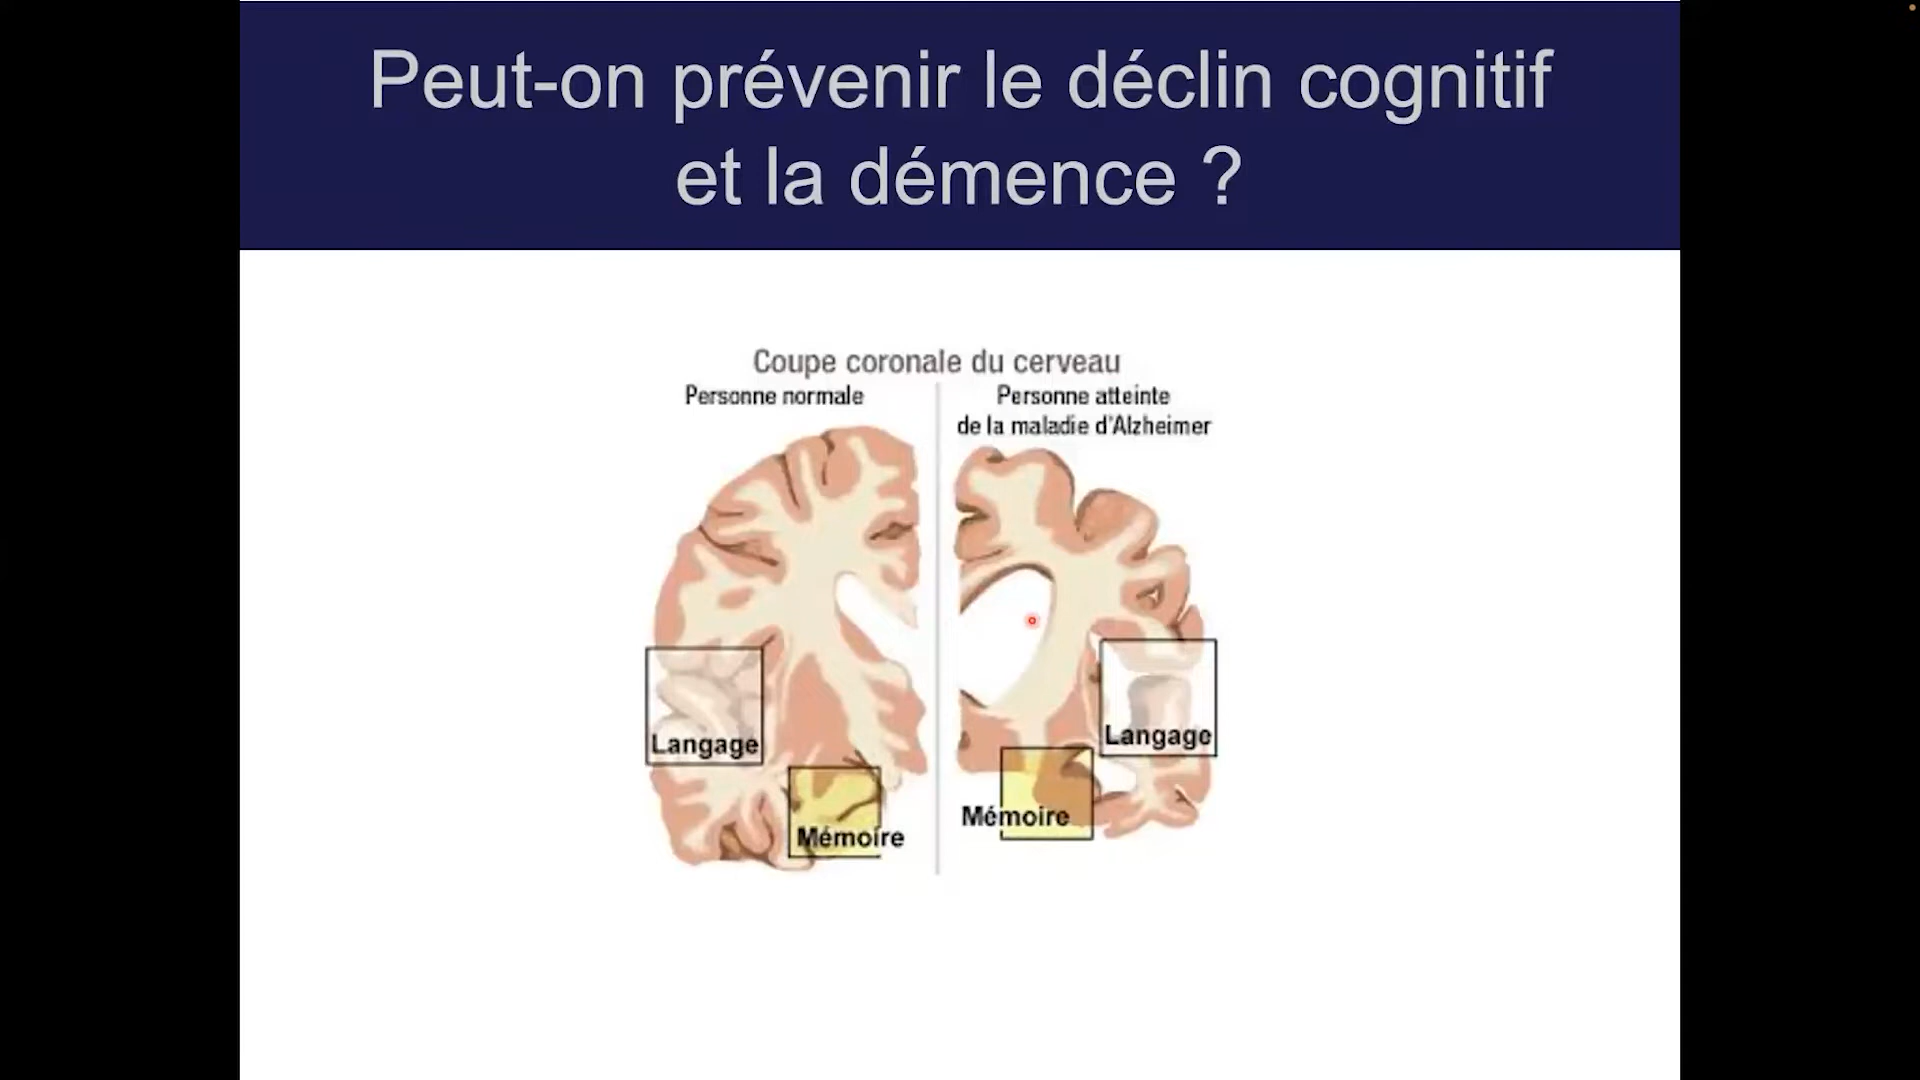 Peut-on prévenir le déclin cognitif
et la démence ?
Coupe coronale du cerveau
Personne normale
Personne atteinte
de la maladie d'Alzheimer
Langage
Mémoire
Langage
Mémoire